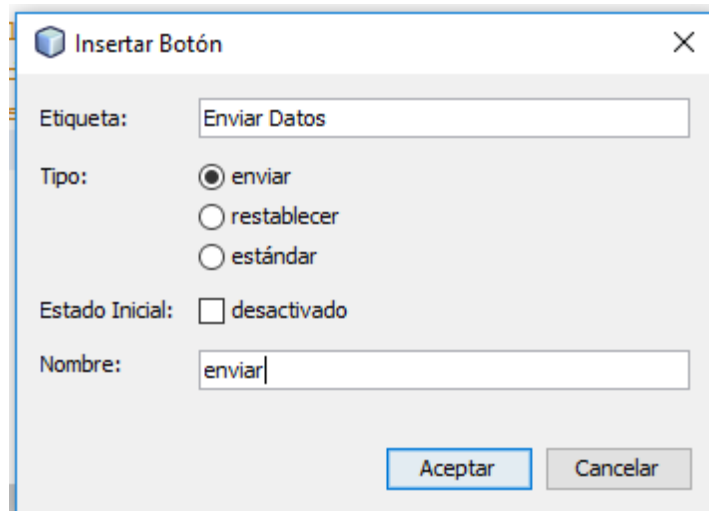 Insertar Botón
Etiqueta: Enviar Datos
Tipo: enviar
restablecer
estándar
Estado Inicial: desactivado
Nombre: enviar
Aceptar Cancelar